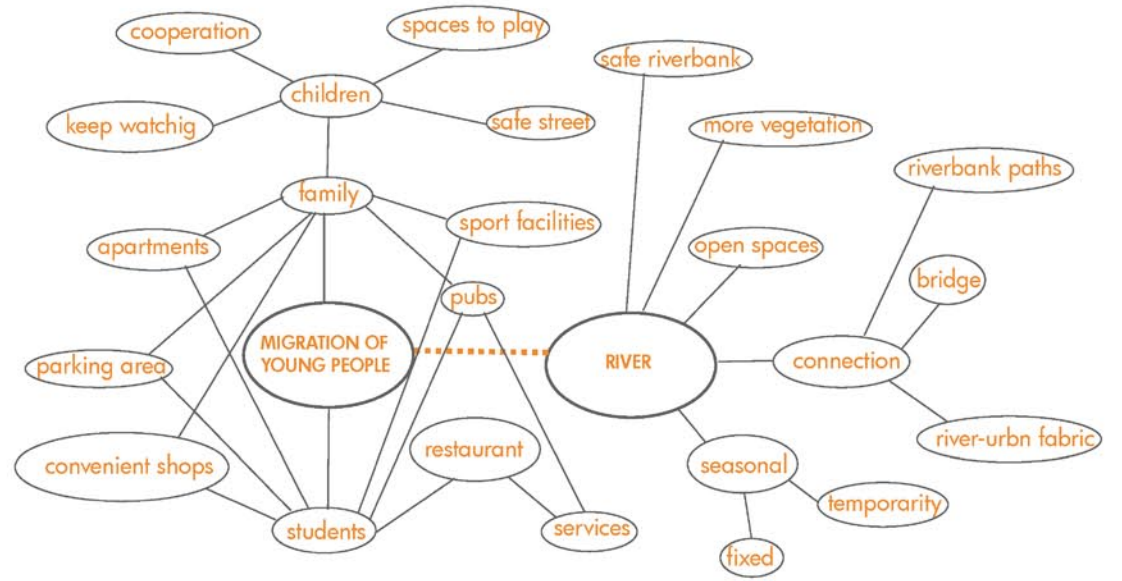 cooperation
spaces to play
children
keep watchig
safe street
family
apartments
sport facilities
pubs
MIGRATION OF
YOUNG PEOPLE
parking area
convenient shops
restaurant
students
services
safe riverbank
more vegetation
riverbank paths
open spaces
bridge
RIVER
connection
river-urbn fabric
seasonal
temporarity
fixed